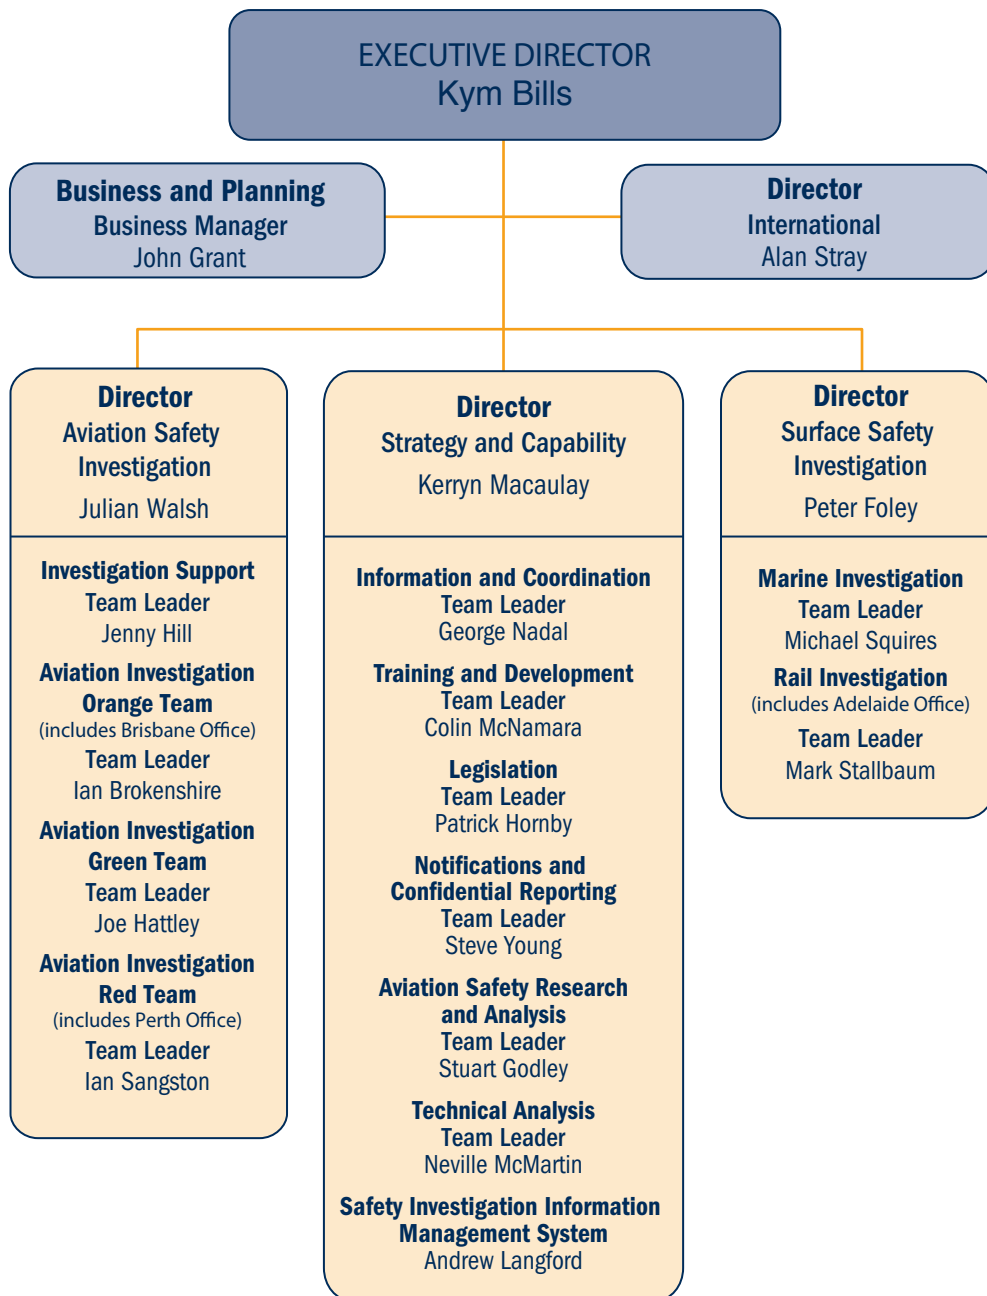 EXECUTIVE DIRECTOR
Kym Bills
Business and Planning
Business Manager
John Grant
Director
International
Alan Stray
Director
Aviation Safety
Investigation
Julian Walsh
Investigation Support
Team Leader
Jenny Hill
Aviation Investigation
Orange Team
(includes Brisbane Office)
Team Leader
Ian Brokenshire
Aviation Investigation
Green Team
Team Leader
Joe Hattley
Aviation Investigation
Red Team
(includes Perth Office)
Team Leader
Ian Sangston
Director
Strategy and Capability
Kerryn Macaulay
Information and Coordination
Team Leader
George Nadal
Training and Development
Team Leader
Colin McNamara
Legislation
Team Leader
Patrick Hornby
Notifications and
Confidential Reporting
Team Leader
Steve Young
Aviation Safety Research
and Analysis
Team Leader
Stuart Godley
Technical Analysis
Team Leader
Neville McMartin
Safety Investigation Information
Management System
Andrew Langford
Director
Surface Safety
Investigation
Peter Foley
Marine Investigation
Team Leader
Michael Squires
Rail Investigation
(includes Adelaide Office)
Team Leader
Mark Stallbaum